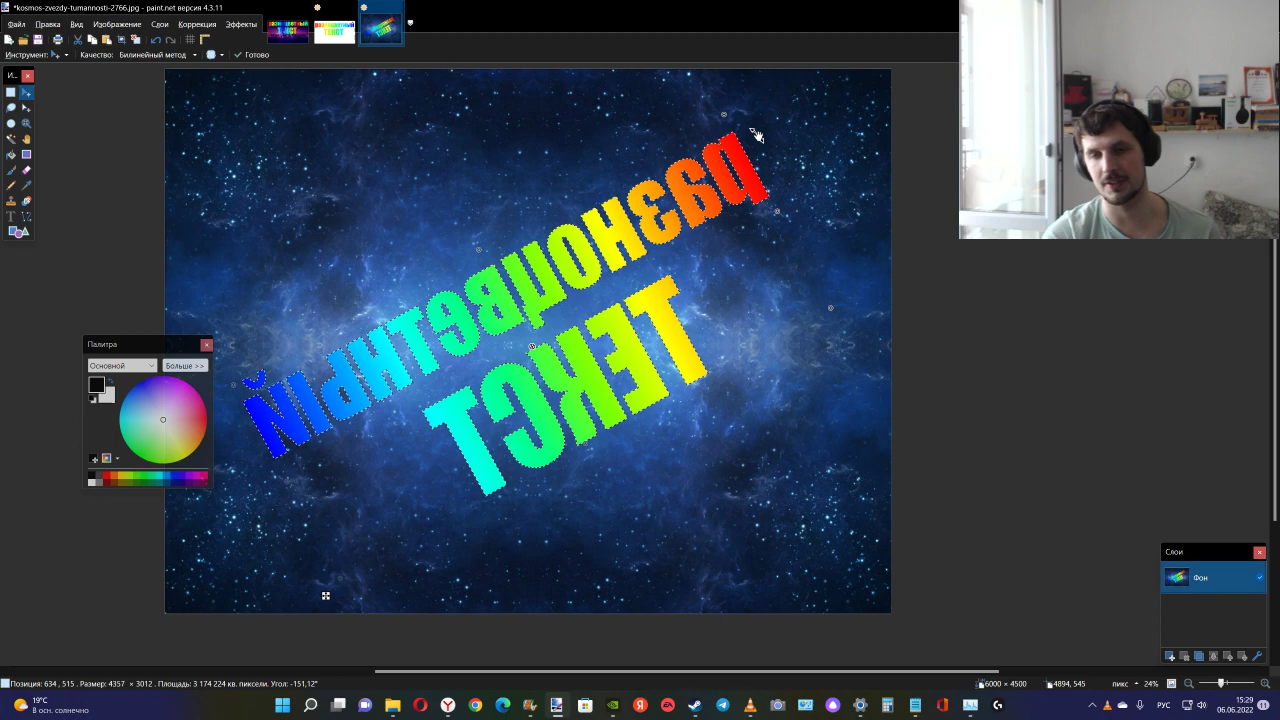 *kosmos-zvezdy-tumannosti-2766.jpg - paint.net версия 4.3.11
Файл Правка Вид Изображение Слои Коррекция Эффекты
Инструмент: Качество: Билинейный метод Готово
И...
РАЗНОЦВЕТНЫЙ
ТЕКСТ
Палитра
Основной Больше >>
Слои
Фон
Позиция: 634 , 515 . Размер: 4357 × 3012 . Площадь: 3 174 224 кв. пиксели. Угол: -151,12°
6000 × 4500 4894, 545 пикс 24%
19°C
В осн. солнечно
РУС
15:29
06.06.2022